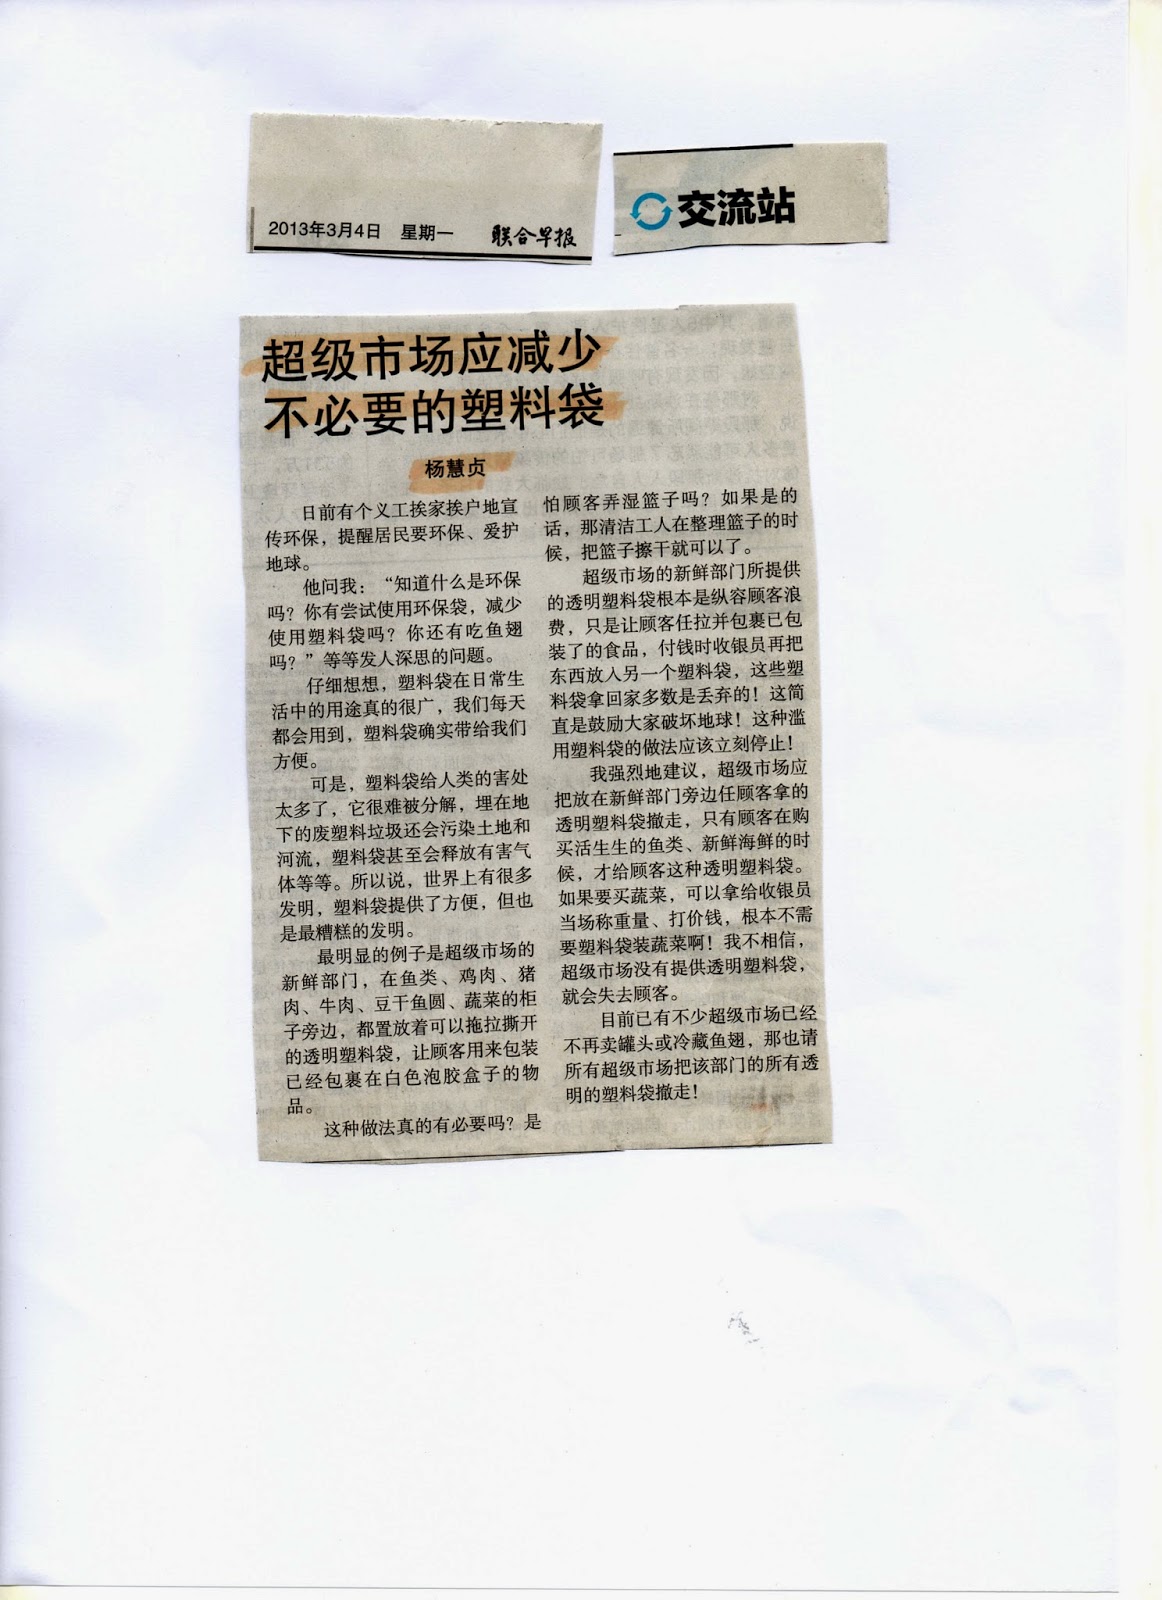 2013年3月4日 星期一 联合早报
交流站
超级市场应减少
不必要的塑料袋
杨慧贞
日前有个义工挨家挨户地宣
传环保，提醒居民要环保、爱护
地球。
他问我：“知道什么是环保
吗？你有尝试使用环保袋，减少
使用塑料袋吗？你还有吃鱼翅
吗？”等等发人深思的问题。
仔细想想，塑料袋在日常生
活中的用途真的很广，我们每天
都会用到，塑料袋确实带给我们
方便。
可是，塑料袋给人类的害处
太多了，它很难被分解，埋在地
下的废塑料垃圾还会污染土地和
河流，塑料袋甚至会释放有害气
体等等。所以说，世界上有很多
发明，塑料袋提供了方便，但也
是最糟糕的发明。
最明显的例子是超级市场的
新鲜部门，在鱼类、鸡肉、猪
肉、牛肉、豆干鱼圆、蔬菜的柜
子旁边，都置放着可以拖拉撕开
的透明塑料袋，让顾客用来包装
已经包裹在白色泡胶盒子的物
品。
这种做法真的有必要吗？是
怕顾客弄湿篮子吗？如果是的
话，那清洁工人在整理篮子的时
候，把篮子擦干就可以了。
超级市场的新鲜部门所提供
的透明塑料袋根本是纵容顾客浪
费，只是让顾客任拉并包裹已包
装了的食品，付钱时收银员再把
东西放入另一个塑料袋，这些塑
料袋拿回家多数是丢弃的！这简
直是鼓励大家破坏地球！这种滥
用塑料袋的做法应该立刻停止！
我强烈地建议，超级市场应
把放在新鲜部门旁边任顾客拿的
透明塑料袋撤走，只有顾客在购
买活生生的鱼类、新鲜海鲜的时
候，才给顾客这种透明塑料袋。
如果要买蔬菜，可以拿给收银员
当场称重量、打价钱，根本不需
要塑料袋装蔬菜啊！我不相信，
超级市场没有提供透明塑料袋，
就会失去顾客。
目前已有不少超级市场已经
不再卖罐头或冷藏鱼翅，那也请
所有超级市场把该部门的所有透
明的塑料袋撤走！